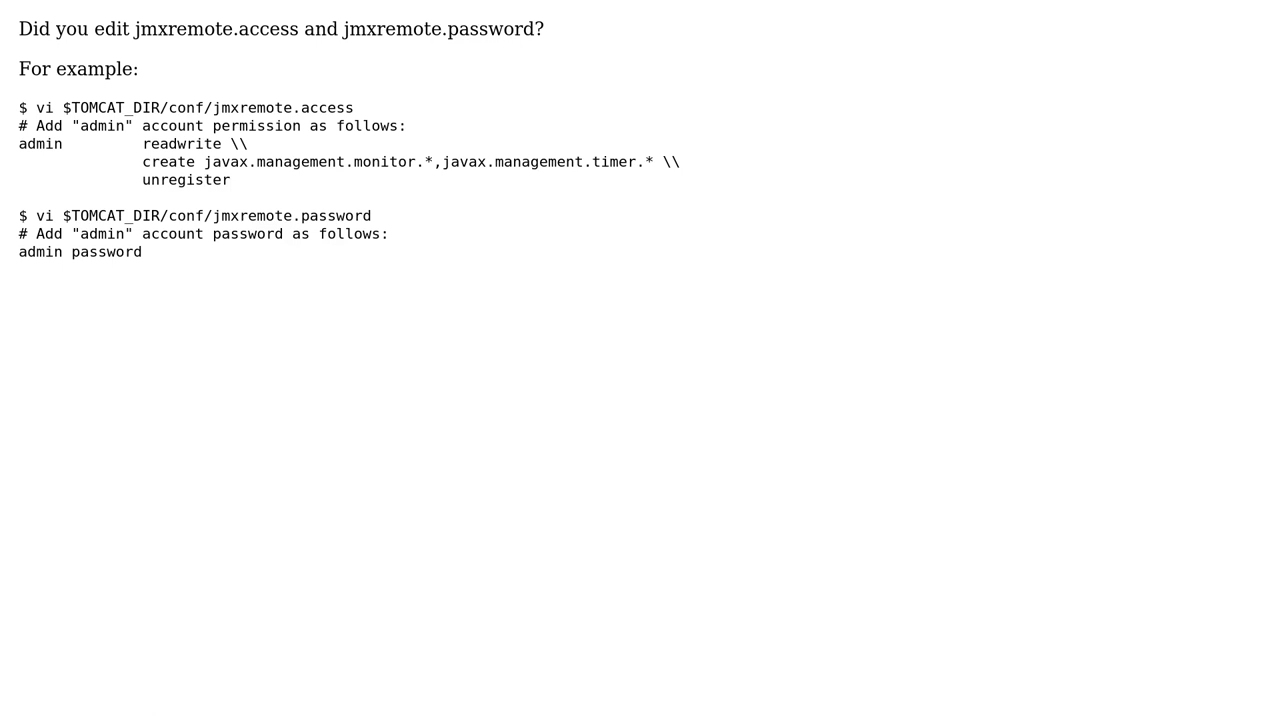 Did you edit jmxremote.access and jmxremote.password?
For example:
$ vi $TOMCAT_DIR/conf/jmxremote.access
# Add "admin" account permission as follows:
admin         readwrite \\
              create javax.management.monitor.*,javax.management.timer.* \\
              unregister
$ vi $TOMCAT_DIR/conf/jmxremote.password
# Add "admin" account password as follows:
admin password